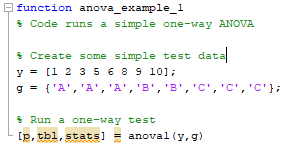 function anova_example_1
% Code runs a simple one-way ANOVA
% Create some simple test data
y = [1 2 3 5 6 8 9 10];
g = {'A','A','A','B','B','C','C','C'};
% Run a one-way test
[p,tbl,stats] = anova1(y,g)